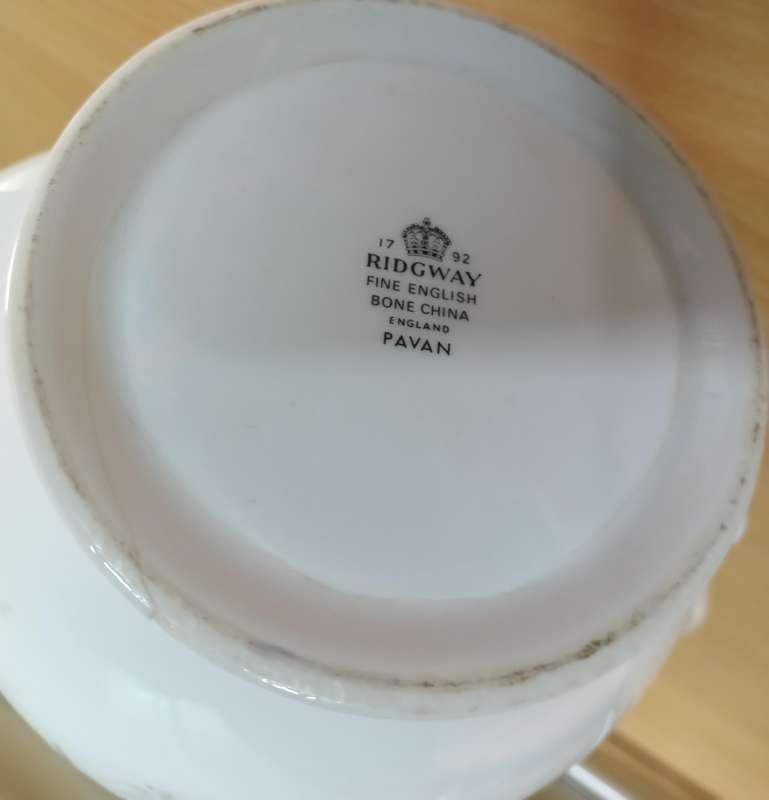 17 92
RIDGWAY
FINE ENGLISH
BONE CHINA
ENGLAND
PAVAN